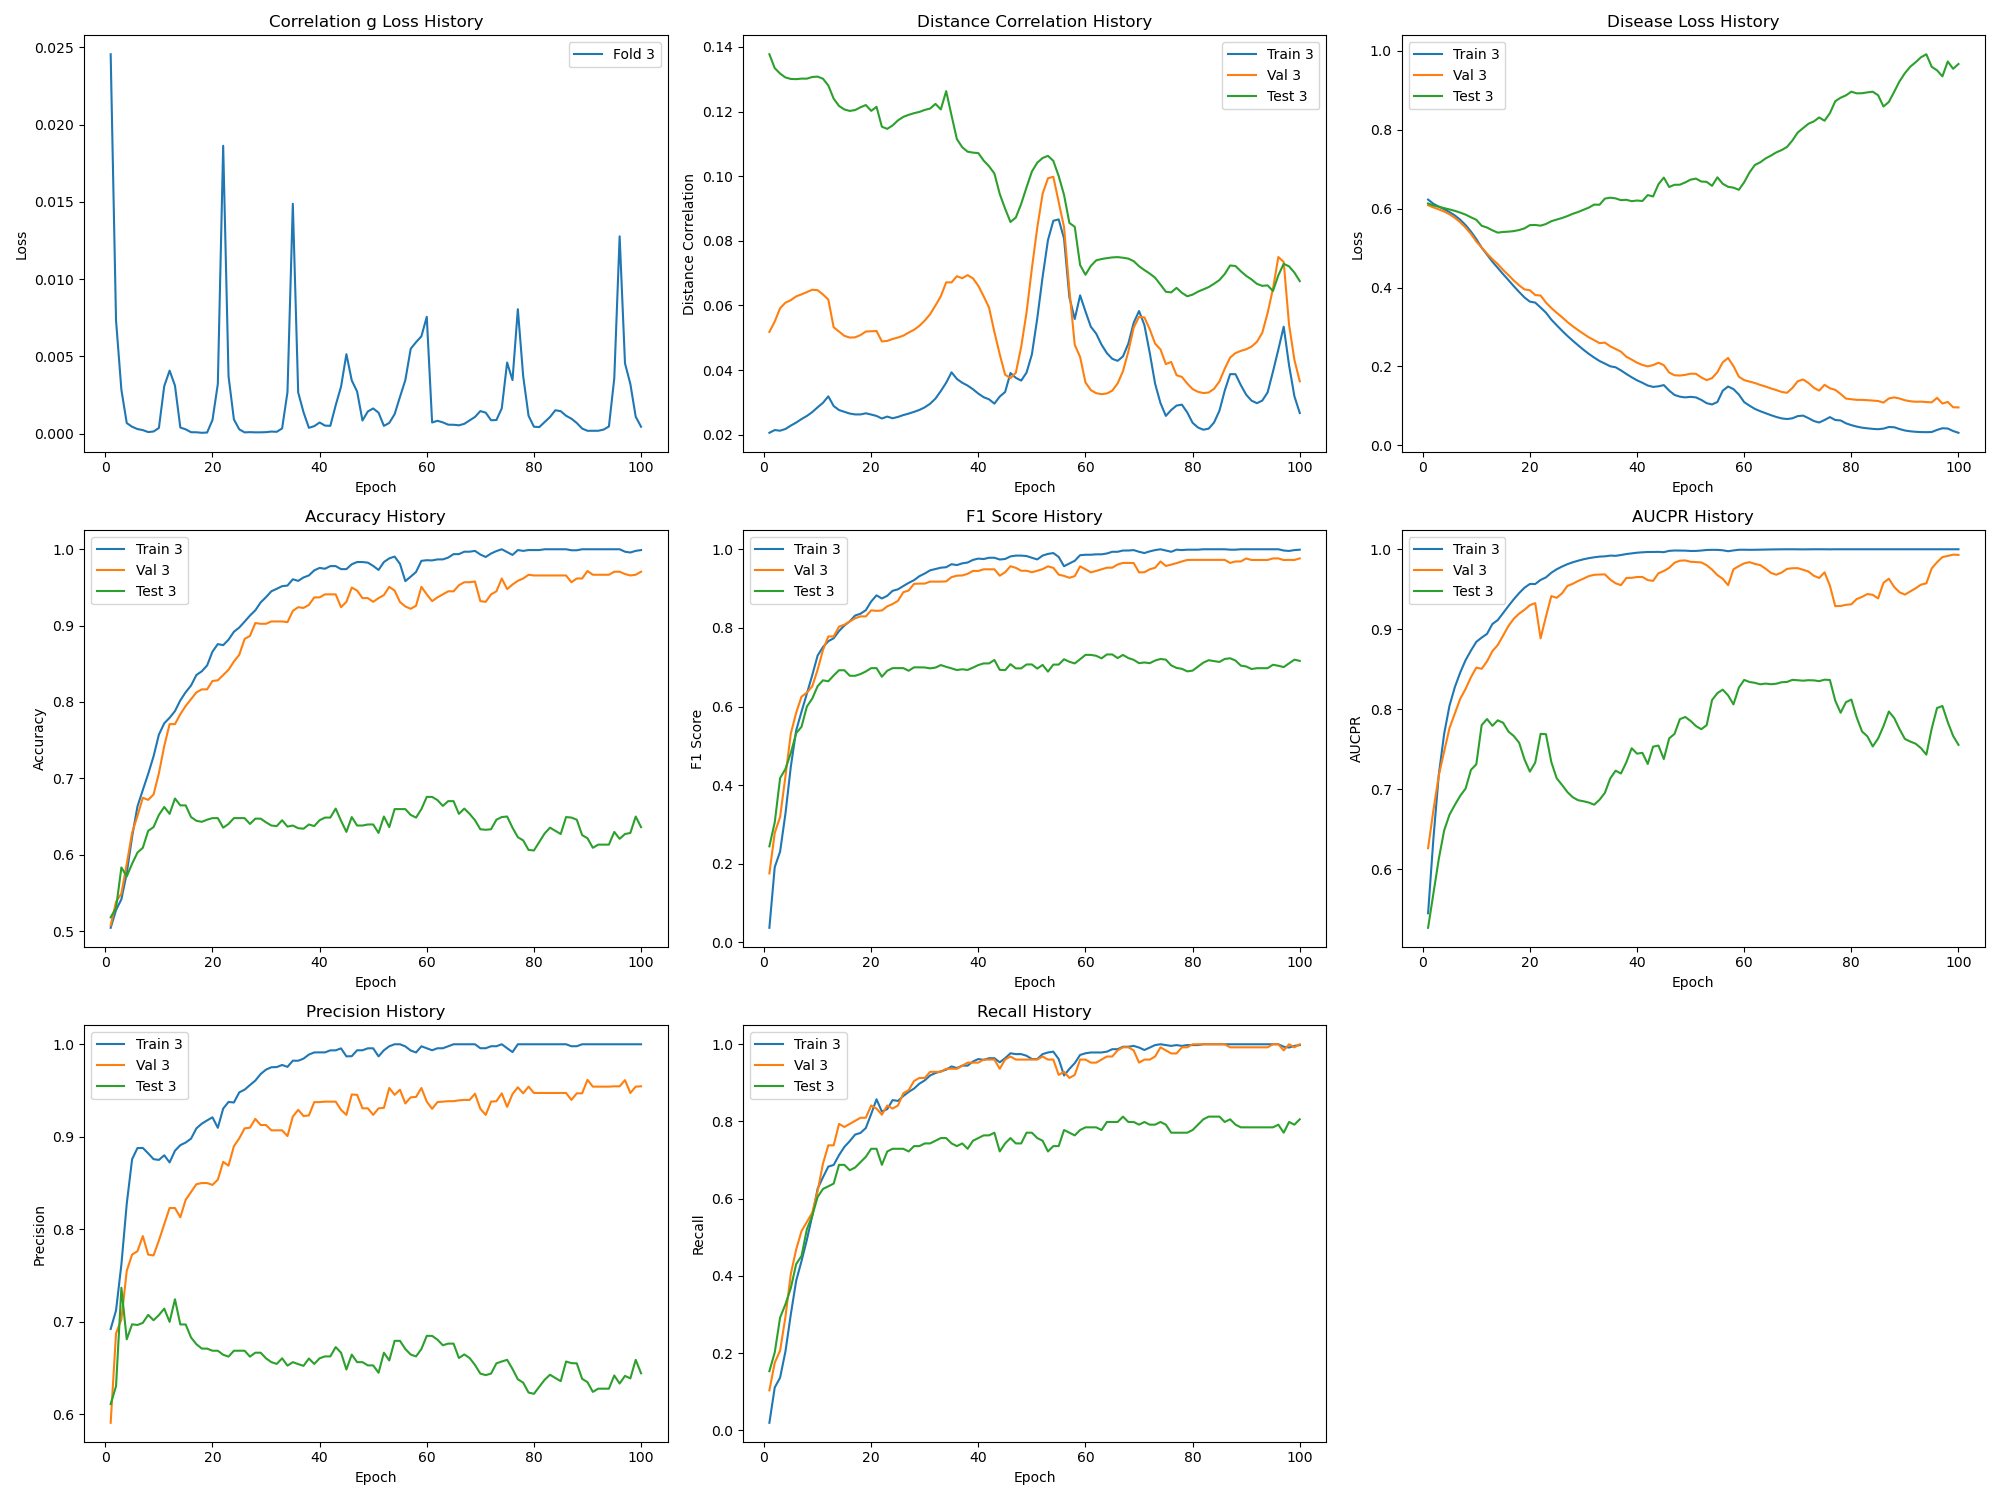 Correlation g Loss History
Fold 3
0.025
0.020
0.015
0.010
0.005
0.000
Loss
0 20 40 60 80 100
Epoch
Distance Correlation History
Train 3
Val 3
Test 3
0.14
0.12
0.10
0.08
0.06
0.04
0.02
Distance Correlation
0 20 40 60 80 100
Epoch
Disease Loss History
Train 3
Val 3
Test 3
1.0
0.8
0.6
0.4
0.2
0.0
Loss
0 20 40 60 80 100
Epoch
Accuracy History
Train 3
Val 3
Test 3
1.0
0.9
0.8
0.7
0.6
0.5
Accuracy
0 20 40 60 80 100
Epoch
F1 Score History
Train 3
Val 3
Test 3
1.0
0.8
0.6
0.4
0.2
0.0
F1 Score
0 20 40 60 80 100
Epoch
AUCPR History
Train 3
Val 3
Test 3
1.0
0.9
0.8
0.7
0.6
AUCPR
0 20 40 60 80 100
Epoch
Precision History
Train 3
Val 3
Test 3
1.0
0.9
0.8
0.7
0.6
Precision
0 20 40 60 80 100
Epoch
Recall History
Train 3
Val 3
Test 3
1.0
0.8
0.6
0.4
0.2
0.0
Recall
0 20 40 60 80 100
Epoch